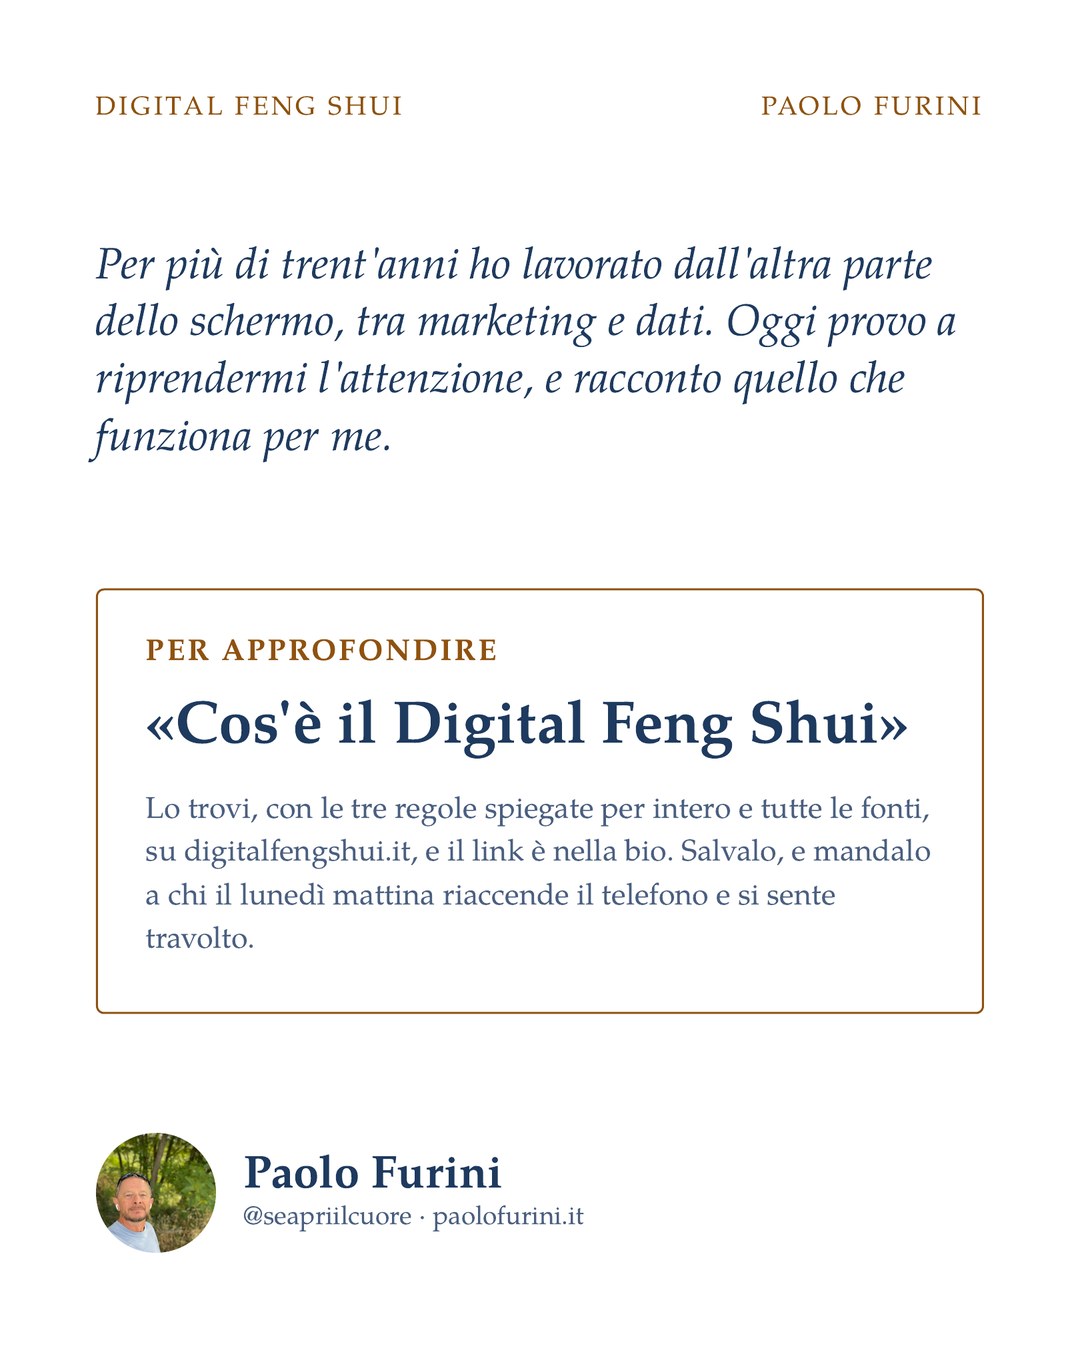 DIGITAL FENG SHUI
PAOLO FURINI
Per più di trent'anni ho lavorato dall'altra parte
dello schermo, tra marketing e dati. Oggi provo a
riprendermi l'attenzione, e racconto quello che
funziona per me.
PER APPROFONDIRE
«Cos'è il Digital Feng Shui»
Lo trovi, con le tre regole spiegate per intero e tutte le fonti,
su digitalfengshui.it, e il link è nella bio. Salvalo, e mandalo
a chi il lunedì mattina riaccende il telefono e si sente
travolto.
Paolo Furini
@seapriilcuore · paolofurini.it